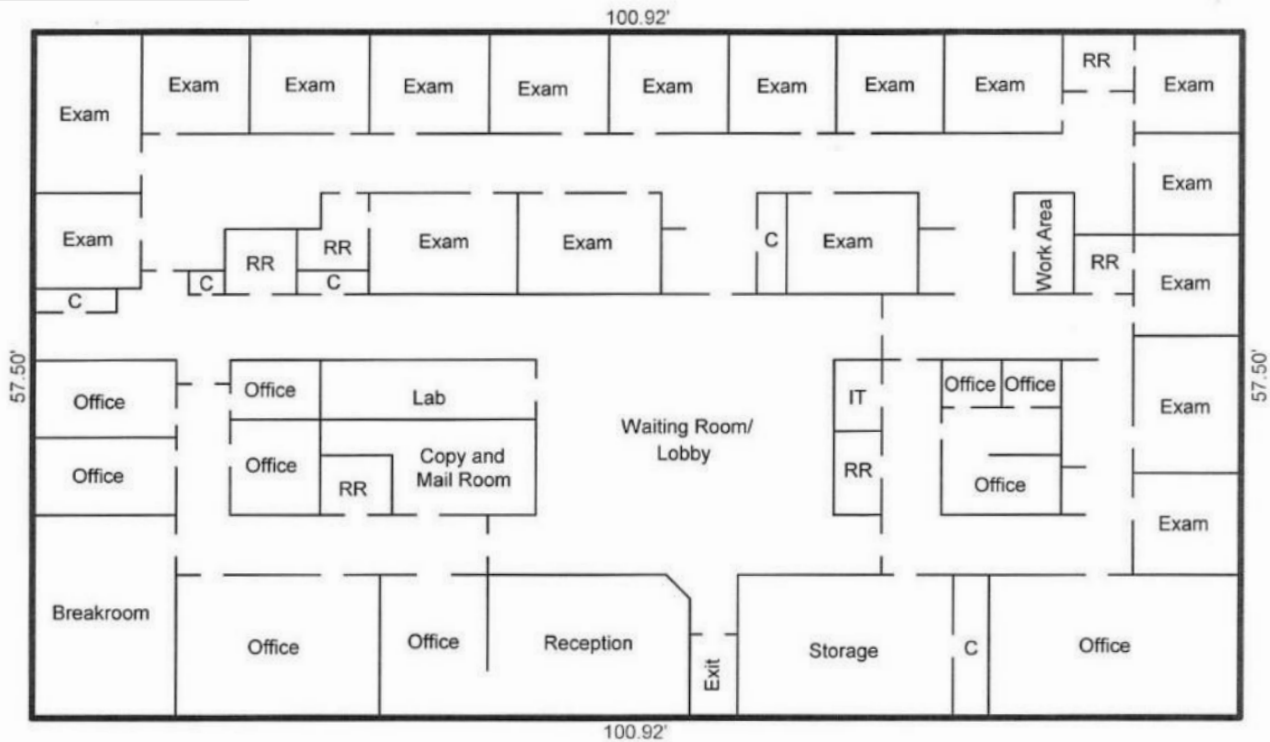 100.92'
RR
Exam
Exam
Exam
Exam
Exam
Exam
Exam
Exam
Exam
Exam
Exam
Exam
RR
RR
Exam
Exam
C
Exam
Work Area
RR
C
C
Exam
C
57.50'
57.50'
Office
Office
Lab
Waiting Room/
Lobby
IT
Office
Office
Exam
Office
Office
Copy and
Mail Room
RR
RR
Office
Exam
Breakroom
Office
Office
Reception
Exit
Storage
C
Office
100.92'